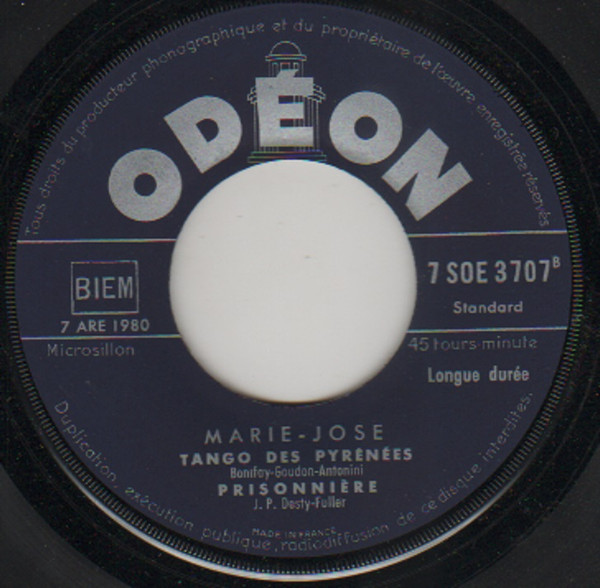 Tous droits du producteur phonographique et du propriétaire de l'œuvre enregistrée réservés
ODÉON
BIEM
7 ARE 1980
7 SOE 3707 B
Standard
Microsillon
45 tours-minute
Longue durée
MARIE-JOSE
TANGO DES PYRÉNÉES
Bonifay-Goudon-Antonini
PRISONNIÈRE
J. P. Dosty-Fuller
MADE IN FRANCE
Duplication, exécution publique, radiodiffusion de ce disque interdites.